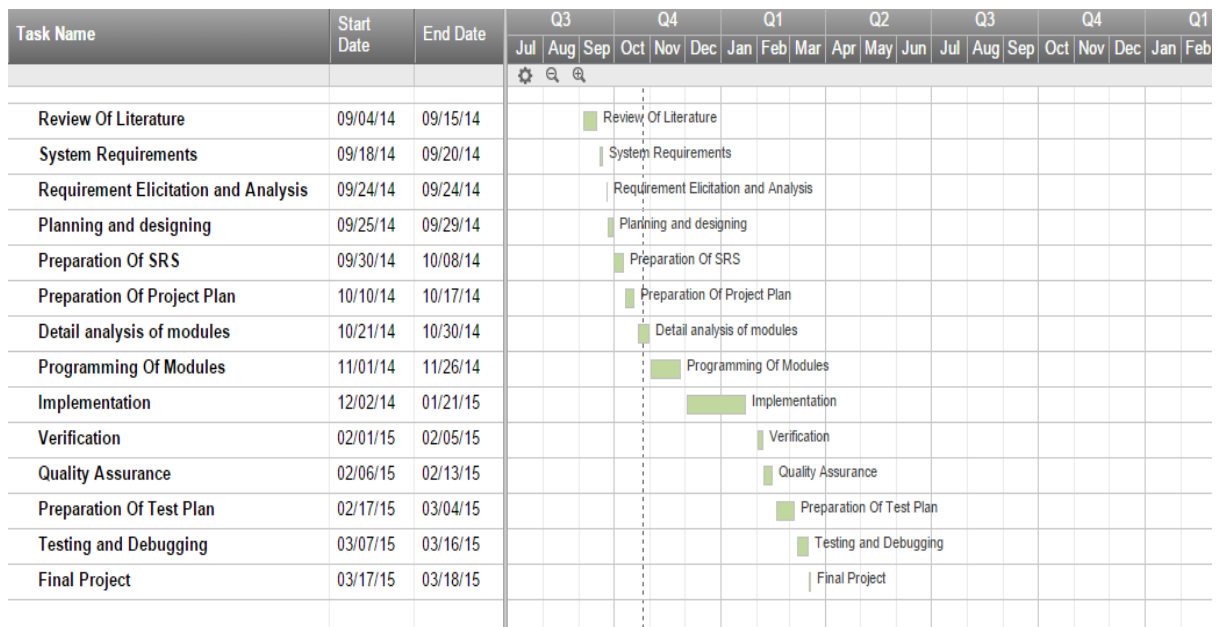 Task Name Start Date End Date Q3 Q4 Q1 Q2 Q3 Q4 Q1
Jul Aug Sep Oct Nov Dec Jan Feb Mar Apr May Jun Jul Aug Sep Oct Nov Dec Jan Feb
Review Of Literature 09/04/14 09/15/14 Review Of Literature
System Requirements 09/18/14 09/20/14 System Requirements
Requirement Elicitation and Analysis 09/24/14 09/24/14 Requirement Elicitation and Analysis
Planning and designing 09/25/14 09/29/14 Planning and designing
Preparation Of SRS 09/30/14 10/08/14 Preparation Of SRS
Preparation Of Project Plan 10/10/14 10/17/14 Preparation Of Project Plan
Detail analysis of modules 10/21/14 10/30/14 Detail analysis of modules
Programming Of Modules 11/01/14 11/26/14 Programming Of Modules
Implementation 12/02/14 01/21/15 Implementation
Verification 02/01/15 02/05/15 Verification
Quality Assurance 02/06/15 02/13/15 Quality Assurance
Preparation Of Test Plan 02/17/15 03/04/15 Preparation Of Test Plan
Testing and Debugging 03/07/15 03/16/15 Testing and Debugging
Final Project 03/17/15 03/18/15 Final Project